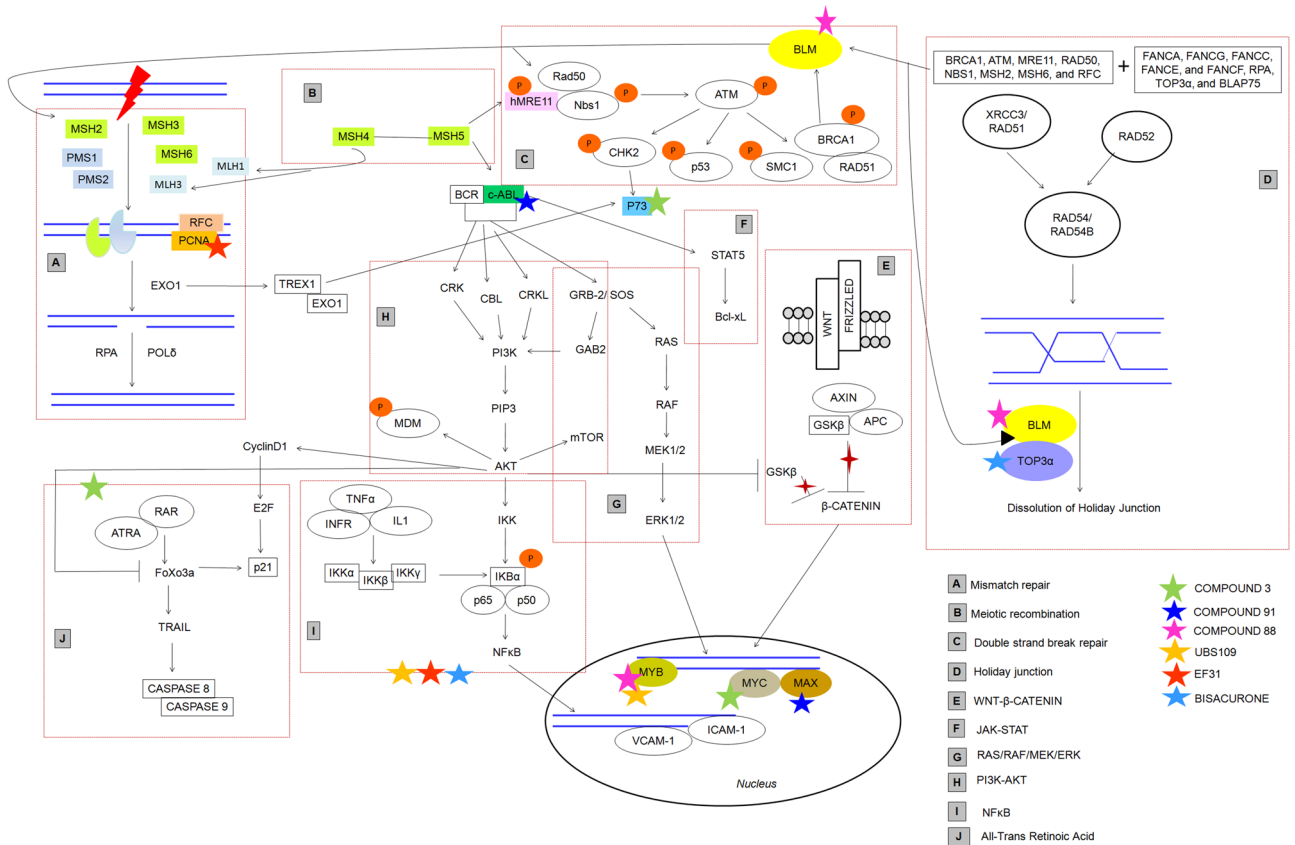 BLM
BRCA1, ATM, MRE11, RAD50,
NBS1, MSH2, MSH6, and RFC
+
FANCA, FANCG, FANCC,
FANCE, and FANCF, RPA,
TOP3α, and BLAP75
B
MSH4
MSH5
P
Rad50
hMRE11
Nbs1
P
ATM
P
P
BRCA1
RAD51
P
CHK2
P
p53
P
SMC1
C
XRCC3/
RAD51
RAD52
D
RAD54/
RAD54B
BLM
TOP3α
Dissolution of Holiday Junction
MSH2
MSH3
PMS1
MSH6
PMS2
MLH1
MLH3
RFC
PCNA
A
EXO1
RPA
POLδ
TREX1
EXO1
BCR
c-ABL
P73
F
STAT5
Bcl-xL
E
WNT
FRIZZLED
AXIN
GSKβ
APC
GSKβ
β-CATENIN
H
CRK
CBL
CRKL
GRB-2/ SOS
PI3K
GAB2
RAS
PIP3
RAF
P
MDM
mTOR
MEK1/2
AKT
G
ERK1/2
CyclinD1
E2F
p21
RAR
ATRA
FoXo3a
TRAIL
J
CASPASE 8
CASPASE 9
TNFα
INFR
IL1
IKK
P
IKKα
IKKβ
IKKγ
IKBα
p65
p50
I
NFκB
MYB
MYC
MAX
VCAM-1
ICAM-1
Nucleus
A Mismatch repair
B Meiotic recombination
C Double strand break repair
D Holiday junction
E WNT-β-CATENIN
F JAK-STAT
G RAS/RAF/MEK/ERK
H PI3K-AKT
I NFκB
J All-Trans Retinoic Acid
COMPOUND 3
COMPOUND 91
COMPOUND 88
UBS109
EF31
BISACURONE